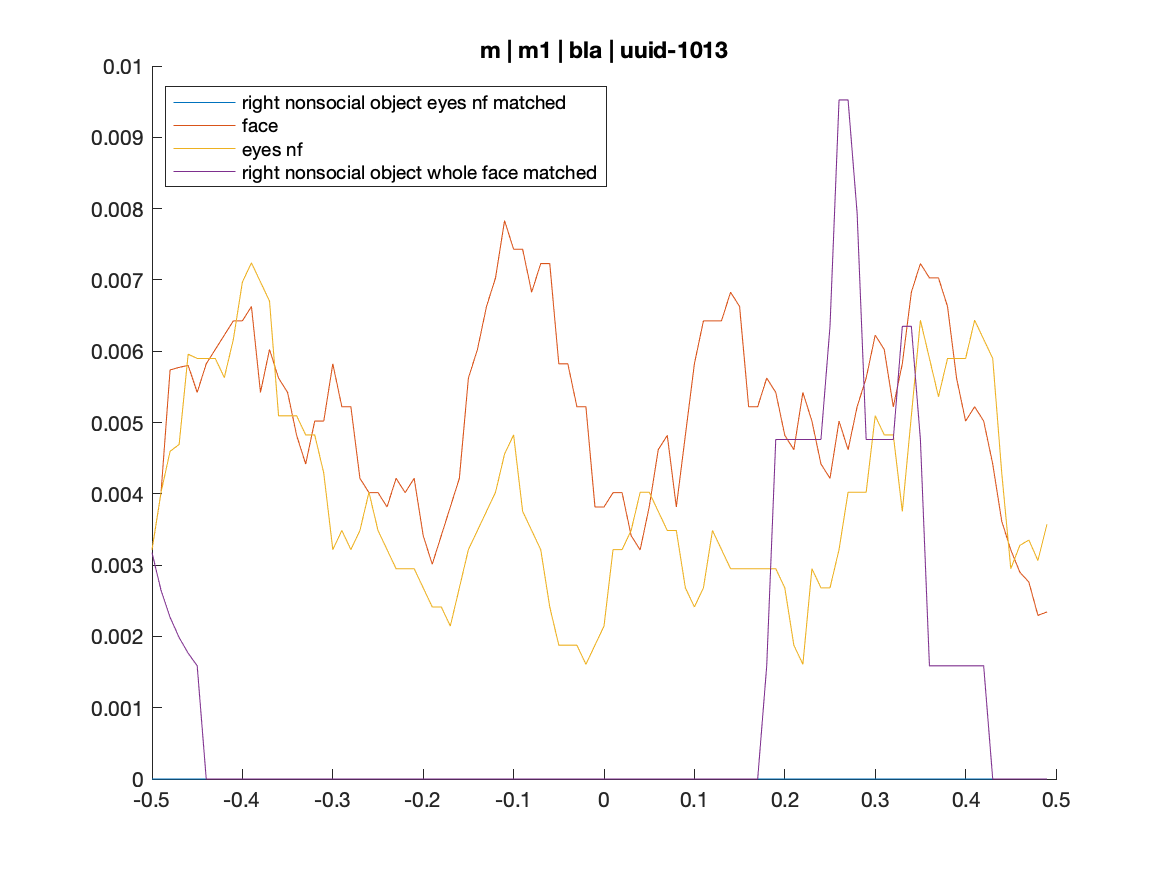 m | m1 | bla | uuid-1013
0.01
right nonsocial object eyes nf matched
face
eyes nf
right nonsocial object whole face matched
0.009
0.008
0.007
0.006
0.005
0.004
0.003
0.002
0.001
0
-0.5 -0.4 -0.3 -0.2 -0.1 0 0.1 0.2 0.3 0.4 0.5